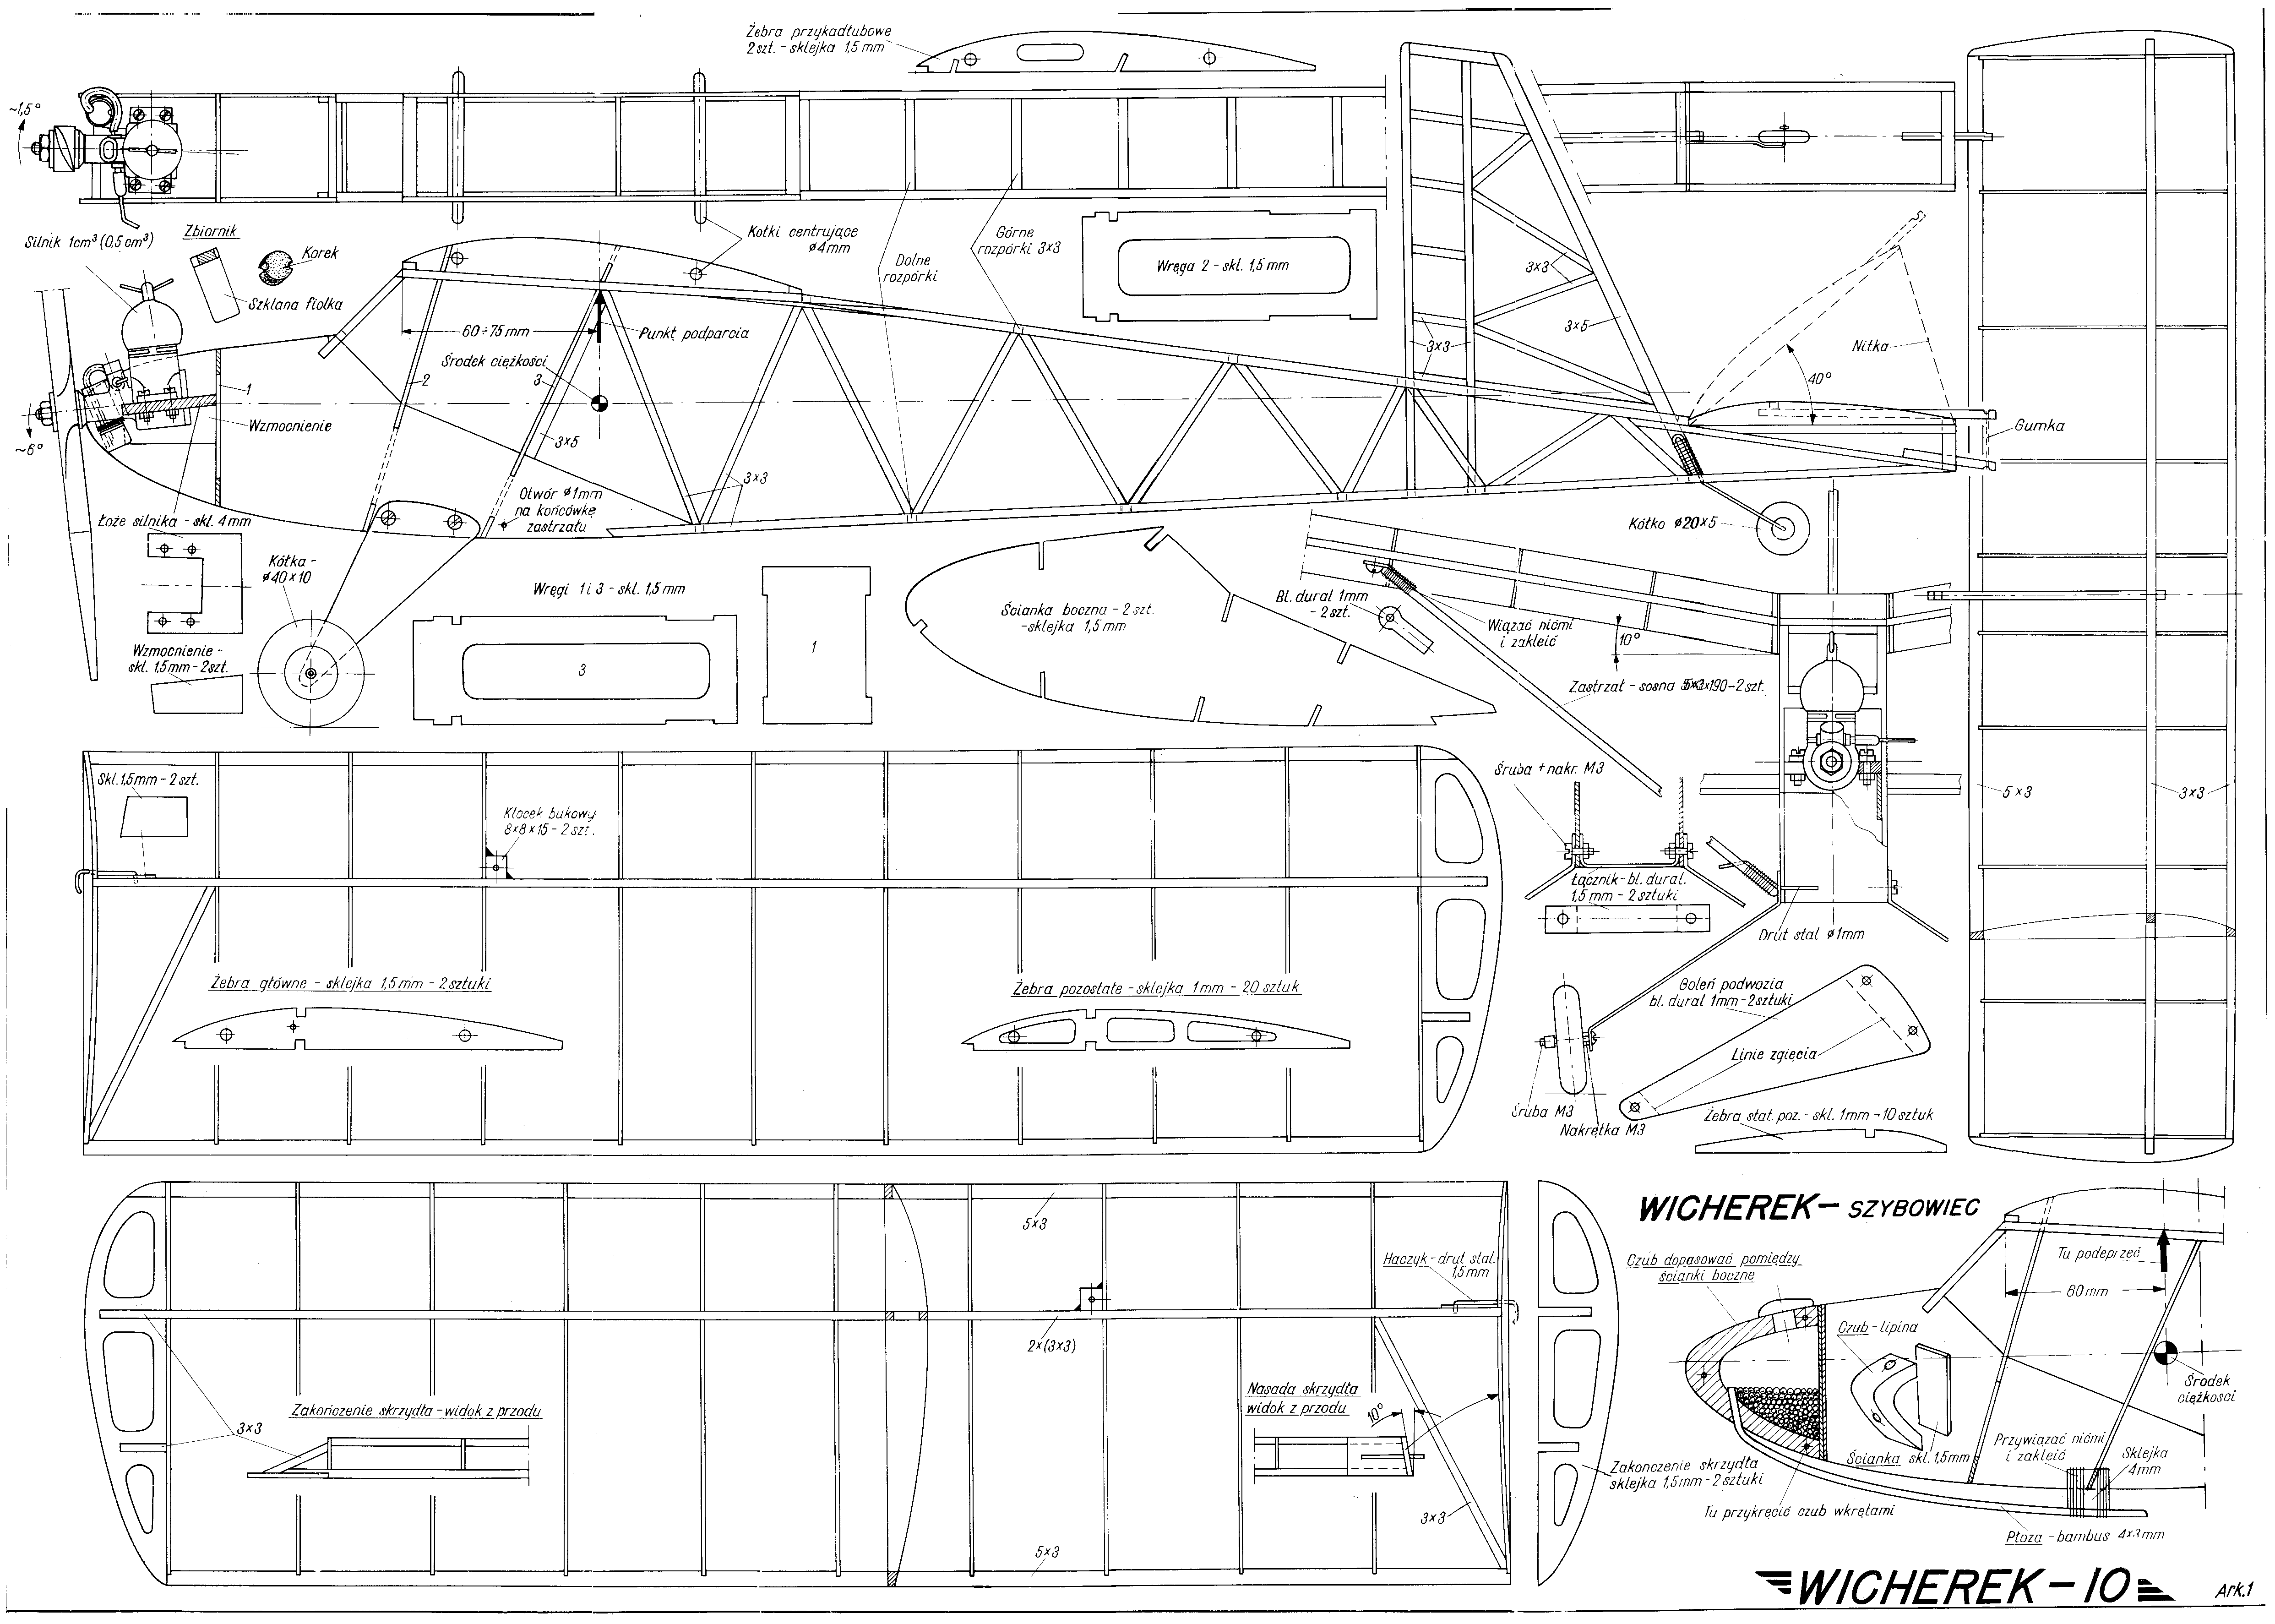 Żebra przykadłubowe
2 szt. - sklejka 1,5 mm
~1,5°
Silnik 1cm³ (0,5 cm³)
Zbiornik
Korek
Szklana fiolka
Kołki centrujące
ø4mm
Dolne
rozpórki
Górne
rozpórki 3×3
Wręga 2 - skl. 1,5 mm
3×3
3×5
3×3
Nitka
40°
Gumka
60÷75 mm
Punkt podparcia
Środek ciężkości
1
2
3
Wzmocnienie
~6°
3×5
3×3
Otwór ø1mm
na końcówkę
zastrzału
Łoże silnika - skl. 4mm
Kółka -
ø40×10
Wzmocnienie -
skl. 1,5mm - 2szt.
Wręgi 1 i 3 - skl. 1,5 mm
3
1
Ścianka boczna - 2 szt.
- sklejka 1,5 mm
Kółko ø20×5
Bl. dural 1mm
- 2 szt.
Wiązać nićmi
i zakleić
10°
Zastrzał - sosna 5×3×190 - 2 szt.
5×3
3×3
Skl. 1,5mm - 2 szt.
Klocek bukowy
8×8×15 - 2 szt.
Śruba + nakr. M3
Łącznik - bl. dural.
1,5 mm - 2 sztuki
Drut stal ø1mm
Żebra główne - sklejka 1,5 mm - 2 sztuki
Żebra pozostałe - sklejka 1mm - 20 sztuk
Goleń podwozia
bl. dural 1mm - 2sztuki
Linie zgięcia
Śruba M3
Nakrętka M3
Żebra stat. poz. - skl. 1mm - 10 sztuk
5×3
Haczyk - drut stal.
1,5mm
2×(3×3)
Zakończenie skrzydła - widok z przodu
3×3
Nasada skrzydła
widok z przodu
10°
3×3
5×3
Zakończenie skrzydła
sklejka 1,5mm - 2 sztuki
WICHEREK - SZYBOWIEC
Czub dopasować pomiędzy
ścianki boczne
Tu podeprzeć
80mm
Czub - lipina
Środek
ciężkości
Ścianka skl. 1,5mm
Przywiązać nićmi
i zakleić
Sklejka
4mm
Tu przykręcić czub wkrętami
Płoza - bambus 4×3mm
WICHEREK - 10
Ark.1